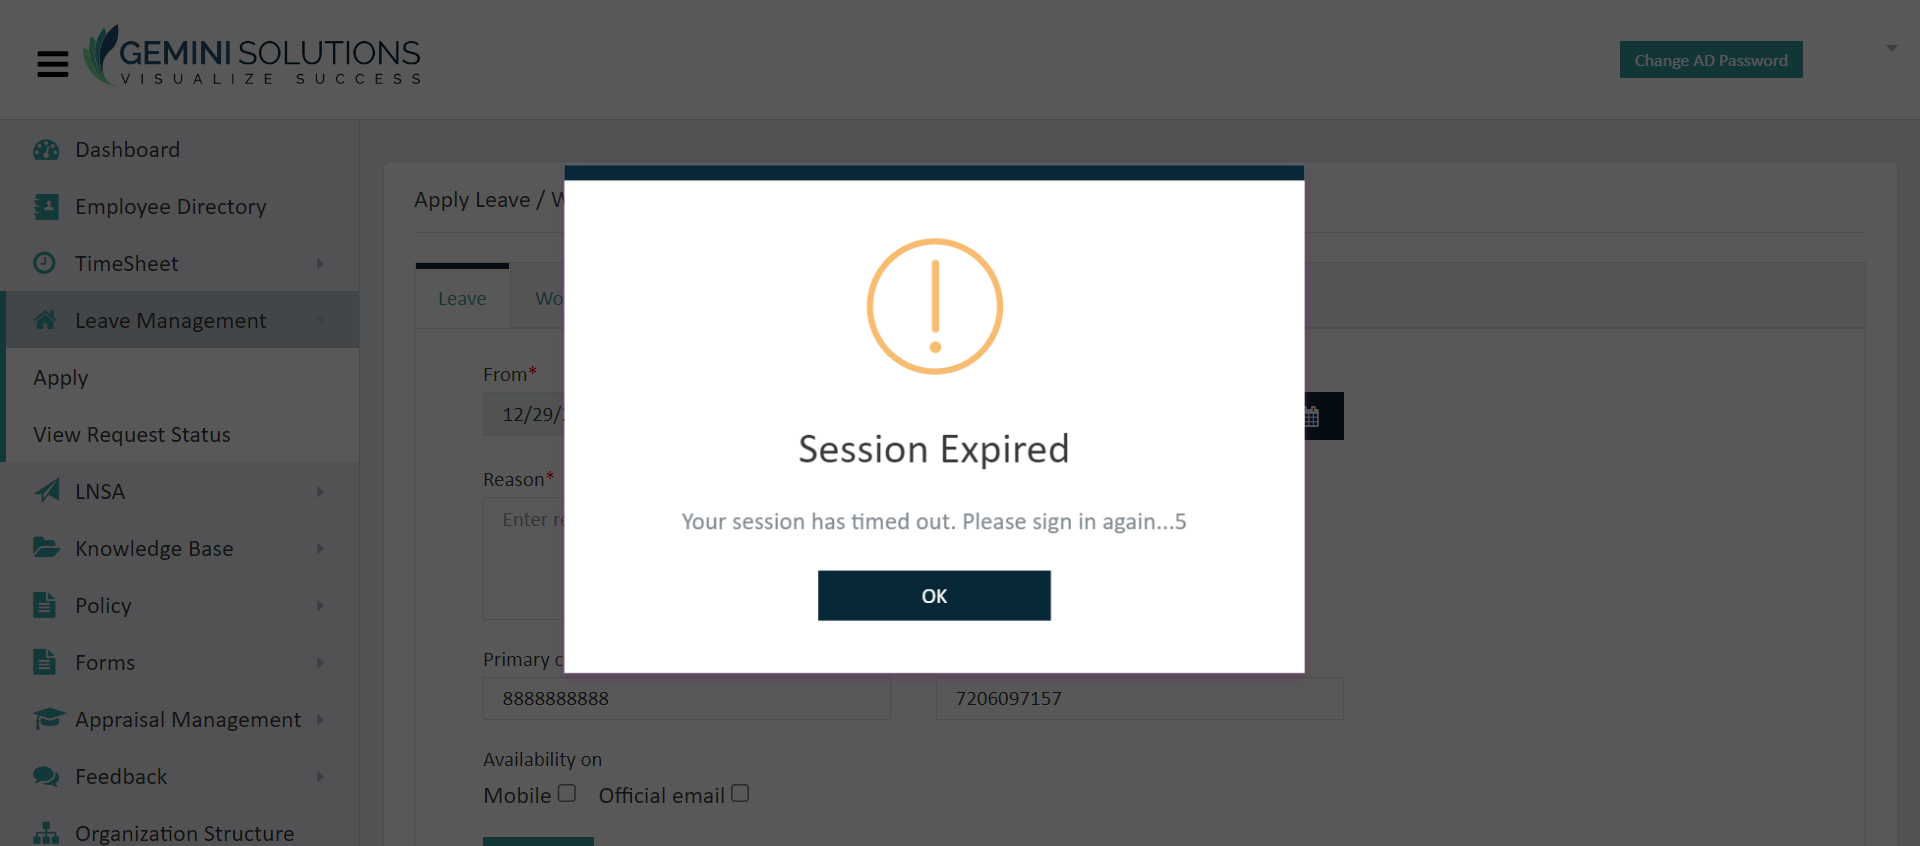 GEMINI SOLUTIONS
VISUALIZE SUCCESS
Change AD Password
Dashboard
Employee Directory
TimeSheet
Leave Management
Apply
View Request Status
LNSA
Knowledge Base
Policy
Forms
Appraisal Management
Feedback
Organization Structure
Apply Leave /
Leave
From*
12/29/
Reason*
Enter
Primary
8888888888
7206097157
Availability on
Mobile
Official email
Session Expired
Your session has timed out. Please sign in again...5
OK